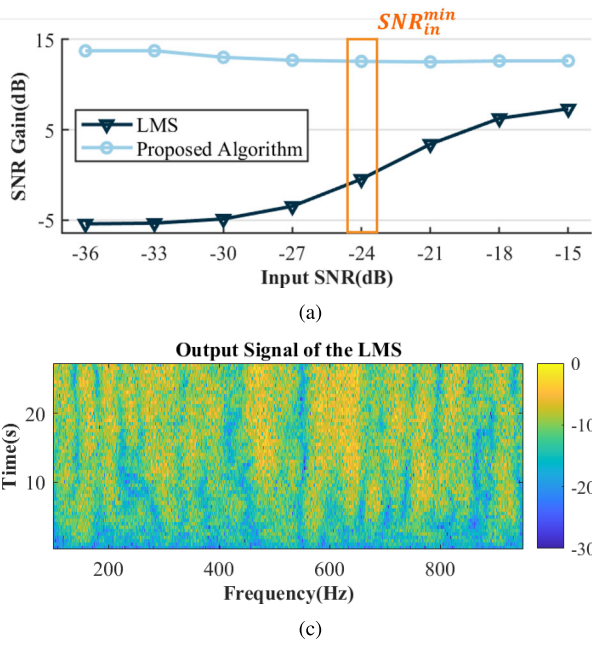 SNR_in^min
15
5
-5
SNR Gain(dB)
LMS
Proposed Algorithm
-36 -33 -30 -27 -24 -21 -18 -15
Input SNR(dB)
(a)
Output Signal of the LMS
20
10
Time(s)
200 400 600 800
Frequency(Hz)
0
-10
-20
-30
(c)